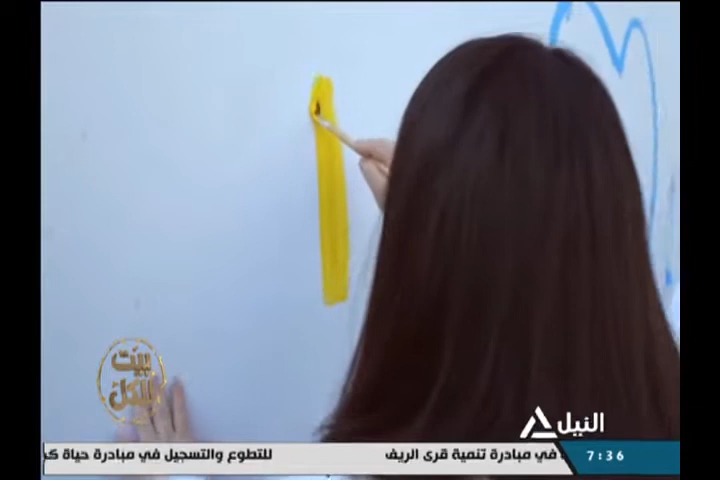 بيت
الكل
النيل
في مبادرة تنمية قرى الريف للتطوع والتسجيل في مبادرة حياة
7:36